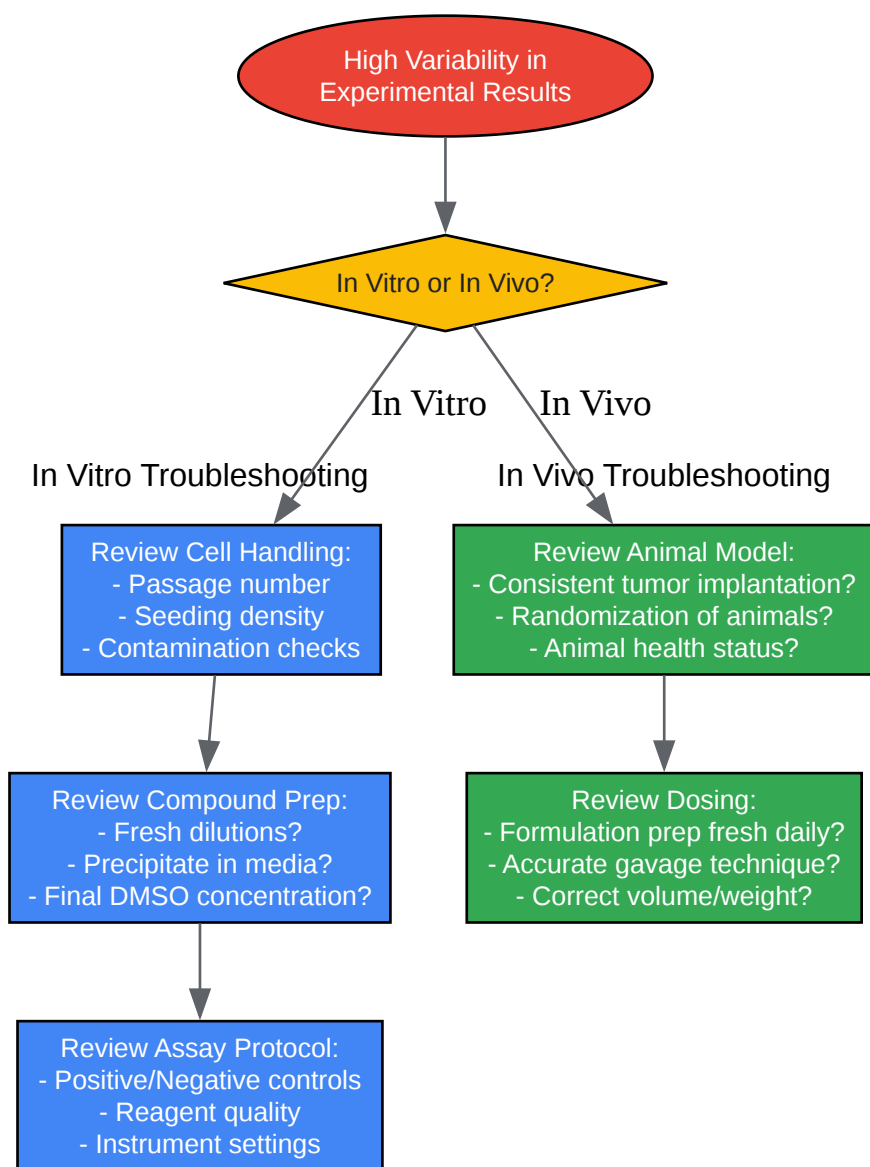 High Variability in
Experimental Results
In Vitro or In Vivo?
In Vitro
In Vivo
In Vitro Troubleshooting
In Vivo Troubleshooting
Review Cell Handling:
- Passage number
- Seeding density
- Contamination checks
Review Animal Model:
- Consistent tumor implantation?
- Randomization of animals?
- Animal health status?
Review Compound Prep:
- Fresh dilutions?
- Precipitate in media?
- Final DMSO concentration?
Review Dosing:
- Formulation prep fresh daily?
- Accurate gavage technique?
- Correct volume/weight?
Review Assay Protocol:
- Positive/Negative controls
- Reagent quality
- Instrument settings